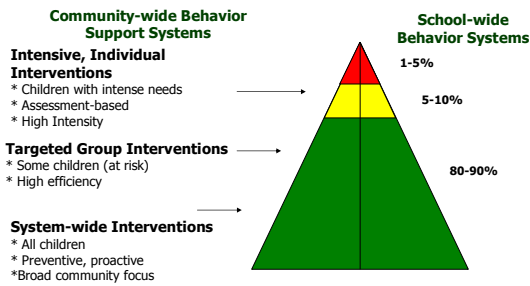 Community-wide Behavior
Support Systems
Intensive, Individual
Interventions
* Children with intense needs
* Assessment-based
* High Intensity
Targeted Group Interventions
* Some children (at risk)
* High efficiency
System-wide Interventions
* All children
* Preventive, proactive
*Broad community focus
School-wide
Behavior Systems
1-5%
5-10%
80-90%